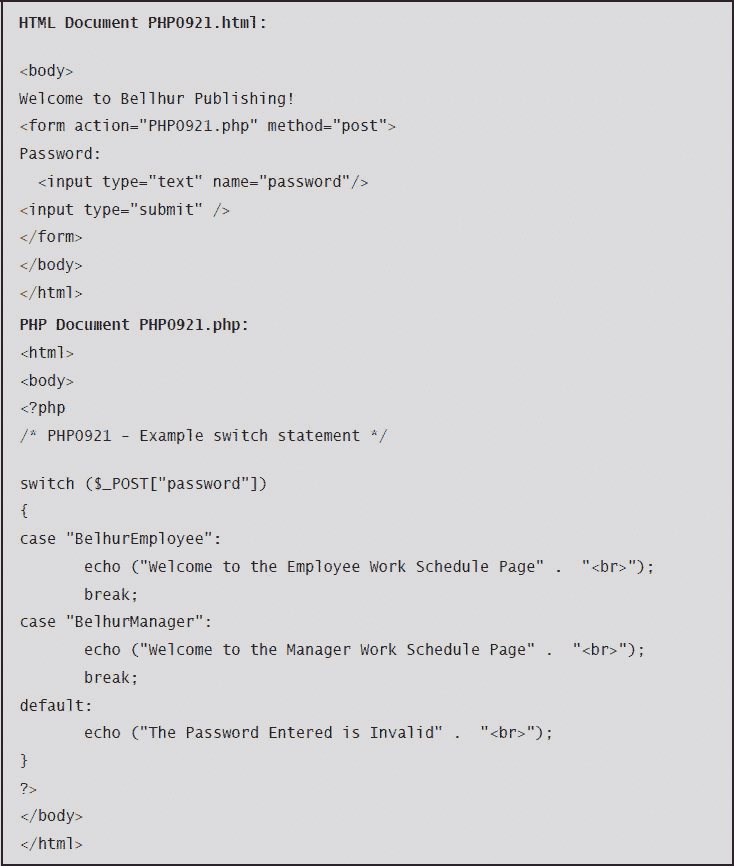 HTML Document PHP0921.html:
<body>
Welcome to Bellhur Publishing!
<form action="PHP0921.php" method="post">
Password:
  <input type="text" name="password"/>
<input type="submit" />
</form>
</body>
</html>
PHP Document PHP0921.php:
<html>
<body>
<?php
/* PHP0921 - Example switch statement */
switch ($_POST["password"])
{
case "BelhurEmployee":
       echo ("Welcome to the Employee Work Schedule Page" .  "<br>");
       break;
case "BelhurManager":
       echo ("Welcome to the Manager Work Schedule Page" .  "<br>");
       break;
default:
       echo ("The Password Entered is Invalid" .  "<br>");
}
?>
</body>
</html>